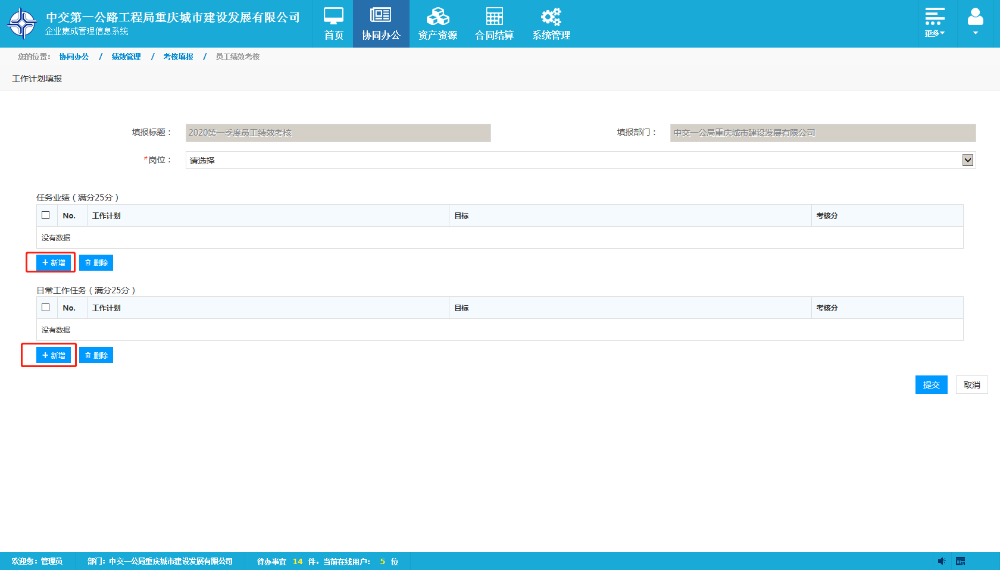 中交第一公路工程局重庆城市建设发展有限公司
企业集成管理信息系统
首页
协同办公
资产资源
合同结算
系统管理
更多
您的位置： 协同办公 / 绩效管理 / 考核填报 / 员工绩效考核
工作计划填报
填报标题： 2020第一季度员工绩效考核 填报部门： 中交一公局重庆城市建设发展有限公司
*岗位： 请选择
任务业绩（满分25分）
No. 工作计划 目标 考核分
没有数据
+ 新增 删除
日常工作任务（满分25分）
No. 工作计划 目标 考核分
没有数据
+ 新增 删除
提交 取消
欢迎您：管理员 部门：中交一公局重庆城市建设发展有限公司 待办事宜 14 件，当前在线用户： 5 位